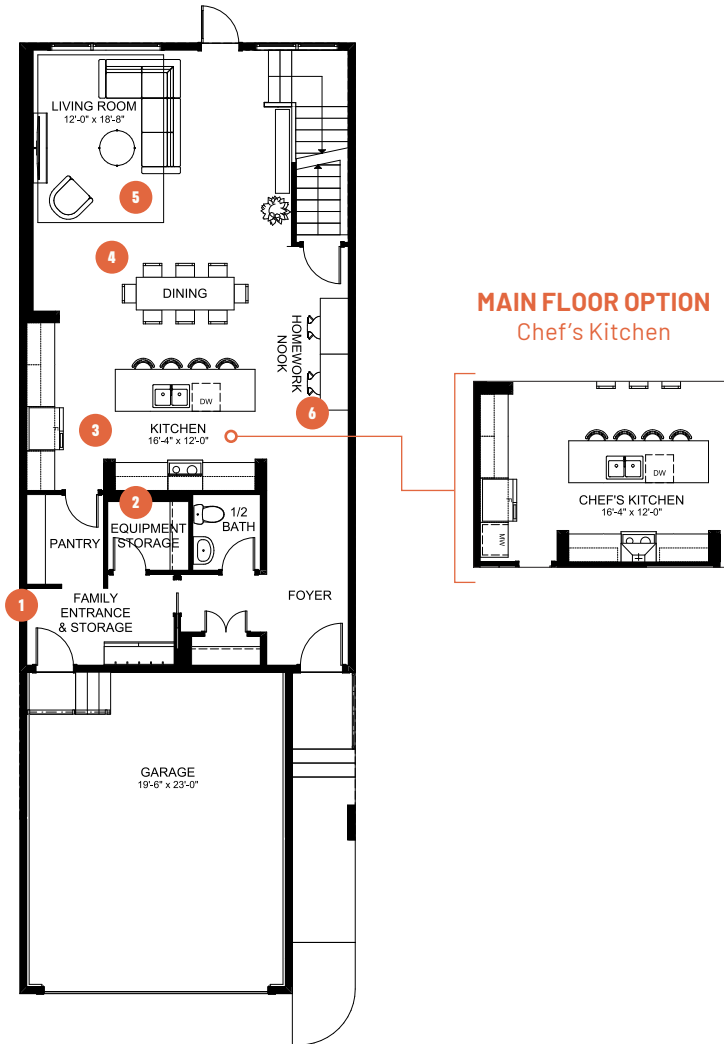 LIVING ROOM
12'-0" x 18'-8"
5
4
DINING
HOMEWORK
NOOK
MAIN FLOOR OPTION
Chef's Kitchen
DW
3
KITCHEN
16'-4" x 12'-0"
6
DW
CHEF'S KITCHEN
16'-4" x 12'-0"
MW
2
EQUIPMENT
STORAGE
1/2
BATH
PANTRY
1
FAMILY
ENTRANCE
& STORAGE
FOYER
GARAGE
19'-6" x 23'-0"